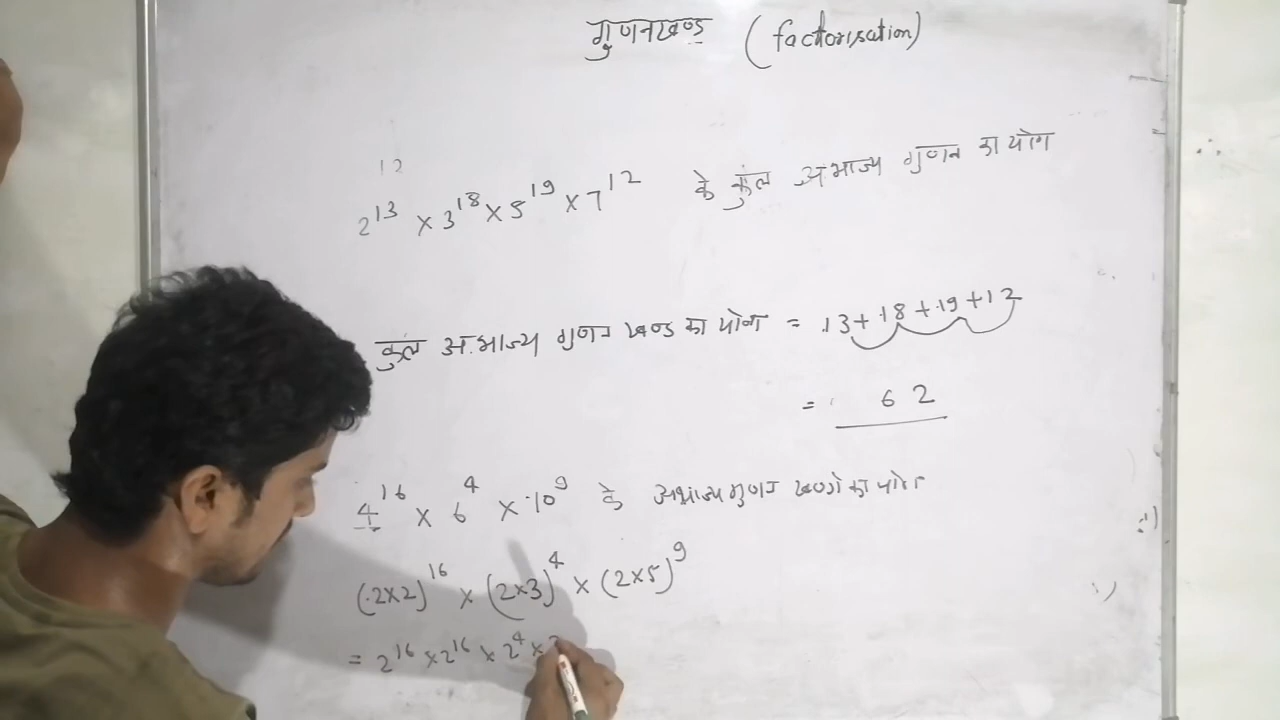 गुणनखण्ड (factorisation)
12
2^13 × 3^18 × 5^19 × 7^12 के कुल अभाज्य गुणन का योग
कुल अभाज्य गुणन खण्ड का योग = 13 + 18 + 19 + 12
= 62
4^16 × 6^4 × 10^9 के अभाज्य गुणन खण्डो का योग
(2×2)^16 × (2×3)^4 × (2×5)^9
= 2^16 × 2^16 × 2^4 ×